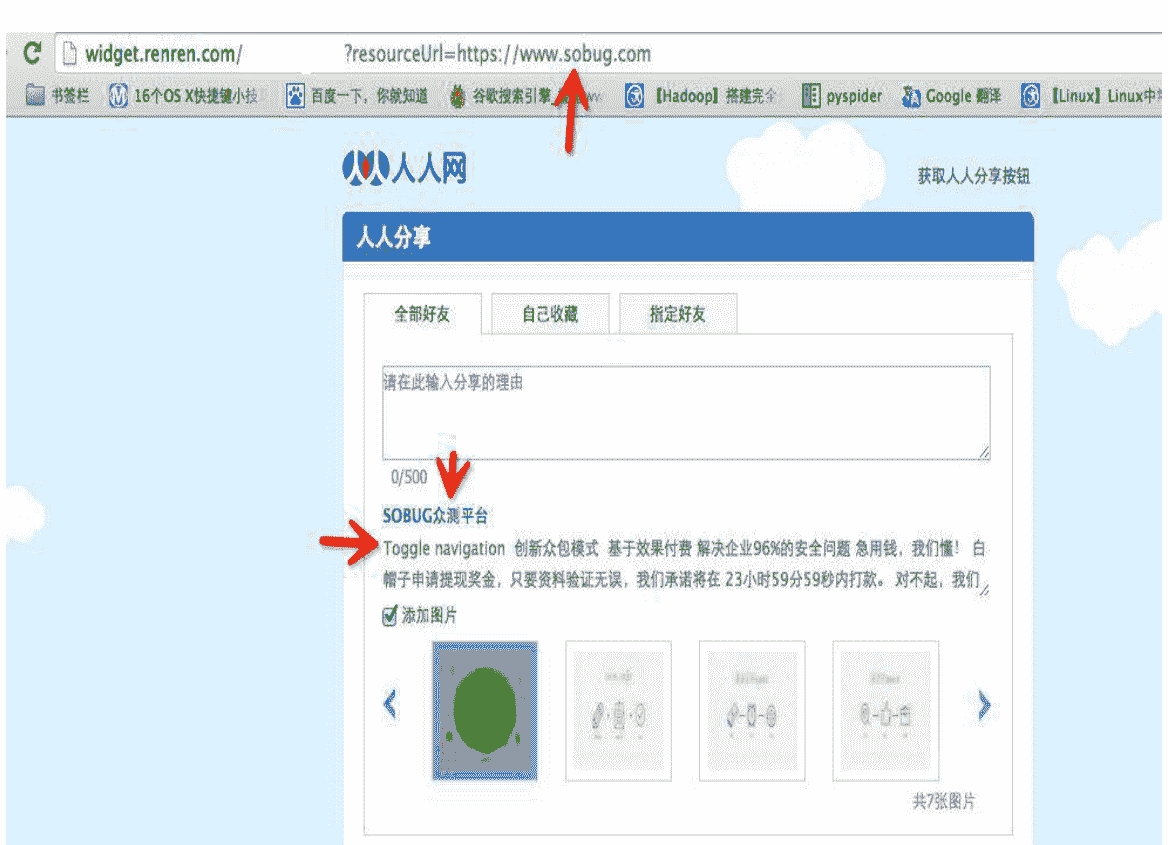 widget.renren.com/ ?resourceUrl=https://www.sobug.com
书签栏 16个OS X快捷键小技 百度一下，你就知道 谷歌搜索引擎 【Hadoop】搭建完全 pyspider Google 翻译 【Linux】Linux中
人人网
获取人人分享按钮
人人分享
全部好友 自己收藏 指定好友
请在此输入分享的理由
0/500
SOBUG众测平台
Toggle navigation 创新众包模式 基于效果付费 解决企业96%的安全问题 急用钱，我们懂！ 白
帽子申请提现奖金，只要资料验证无误，我们承诺将在 23小时59分59秒内打款。 对不起，我们
添加图片
共7张图片